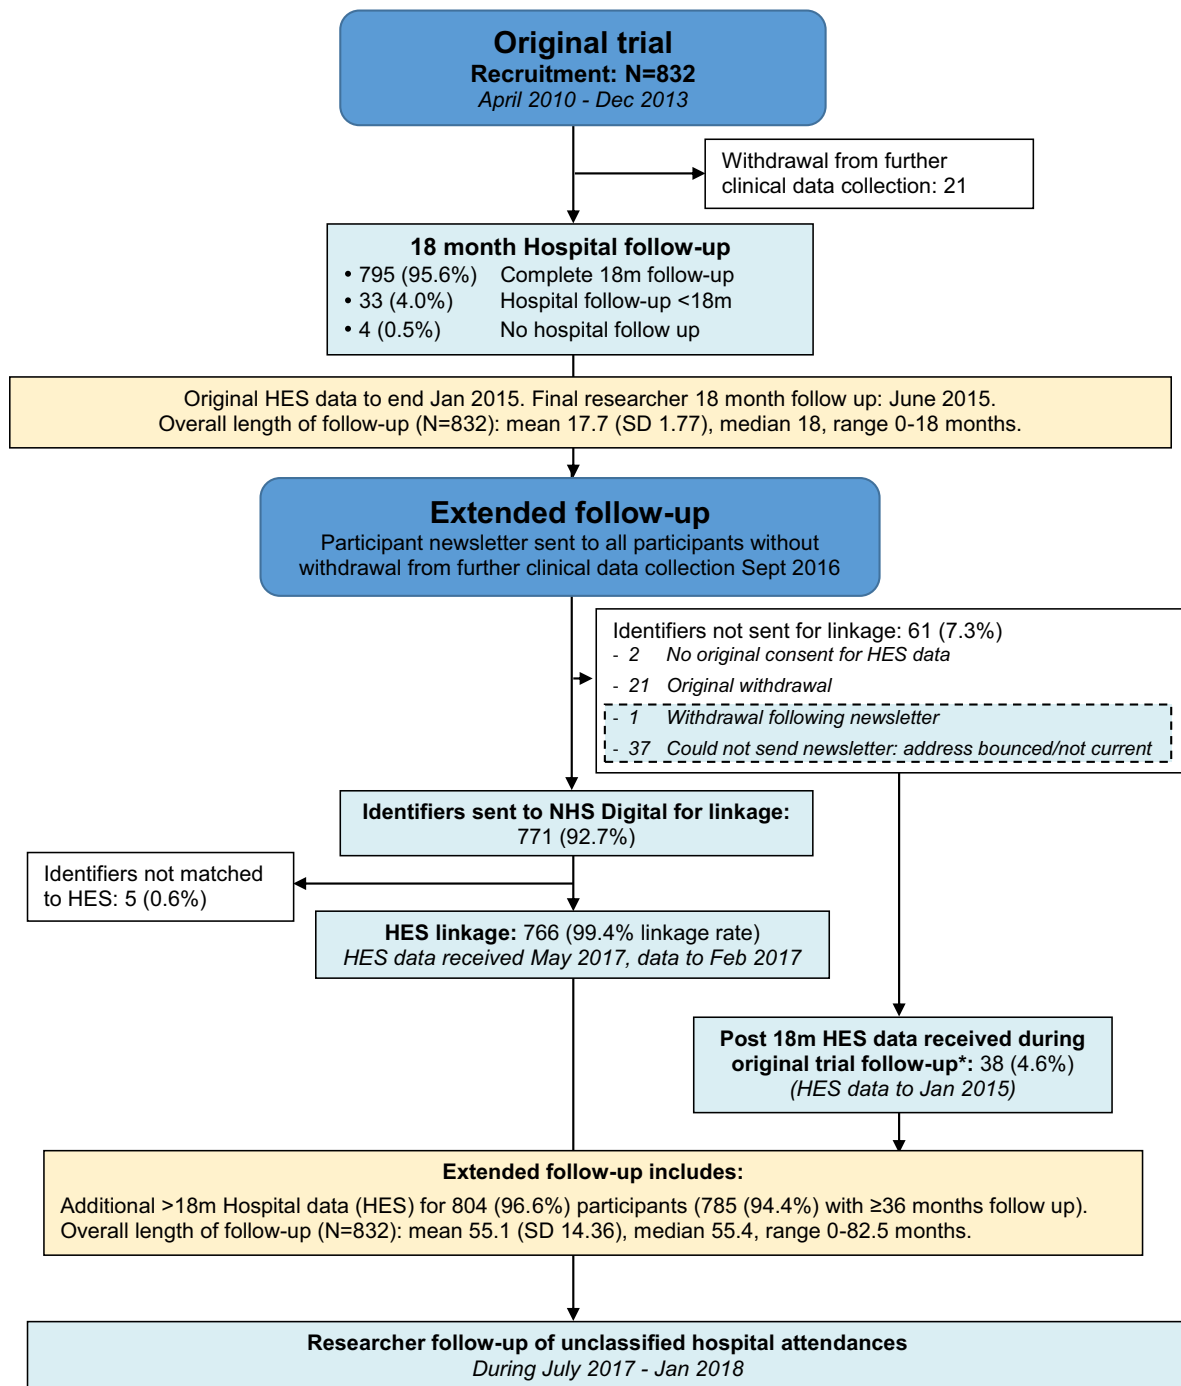 Original trial
Recruitment: N=832
April 2010 - Dec 2013
Withdrawal from further
clinical data collection: 21
18 month Hospital follow-up
• 795 (95.6%) Complete 18m follow-up
• 33 (4.0%) Hospital follow-up <18m
• 4 (0.5%) No hospital follow up
Original HES data to end Jan 2015. Final researcher 18 month follow up: June 2015.
Overall length of follow-up (N=832): mean 17.7 (SD 1.77), median 18, range 0-18 months.
Extended follow-up
Participant newsletter sent to all participants without
withdrawal from further clinical data collection Sept 2016
Identifiers not sent for linkage: 61 (7.3%)
- 2 No original consent for HES data
- 21 Original withdrawal
- 1 Withdrawal following newsletter
- 37 Could not send newsletter: address bounced/not current
Identifiers sent to NHS Digital for linkage:
771 (92.7%)
Identifiers not matched
to HES: 5 (0.6%)
HES linkage: 766 (99.4% linkage rate)
HES data received May 2017, data to Feb 2017
Post 18m HES data received during
original trial follow-up*: 38 (4.6%)
(HES data to Jan 2015)
Extended follow-up includes:
Additional >18m Hospital data (HES) for 804 (96.6%) participants (785 (94.4%) with ≥36 months follow up).
Overall length of follow-up (N=832): mean 55.1 (SD 14.36), median 55.4, range 0-82.5 months.
Researcher follow-up of unclassified hospital attendances
During July 2017 - Jan 2018